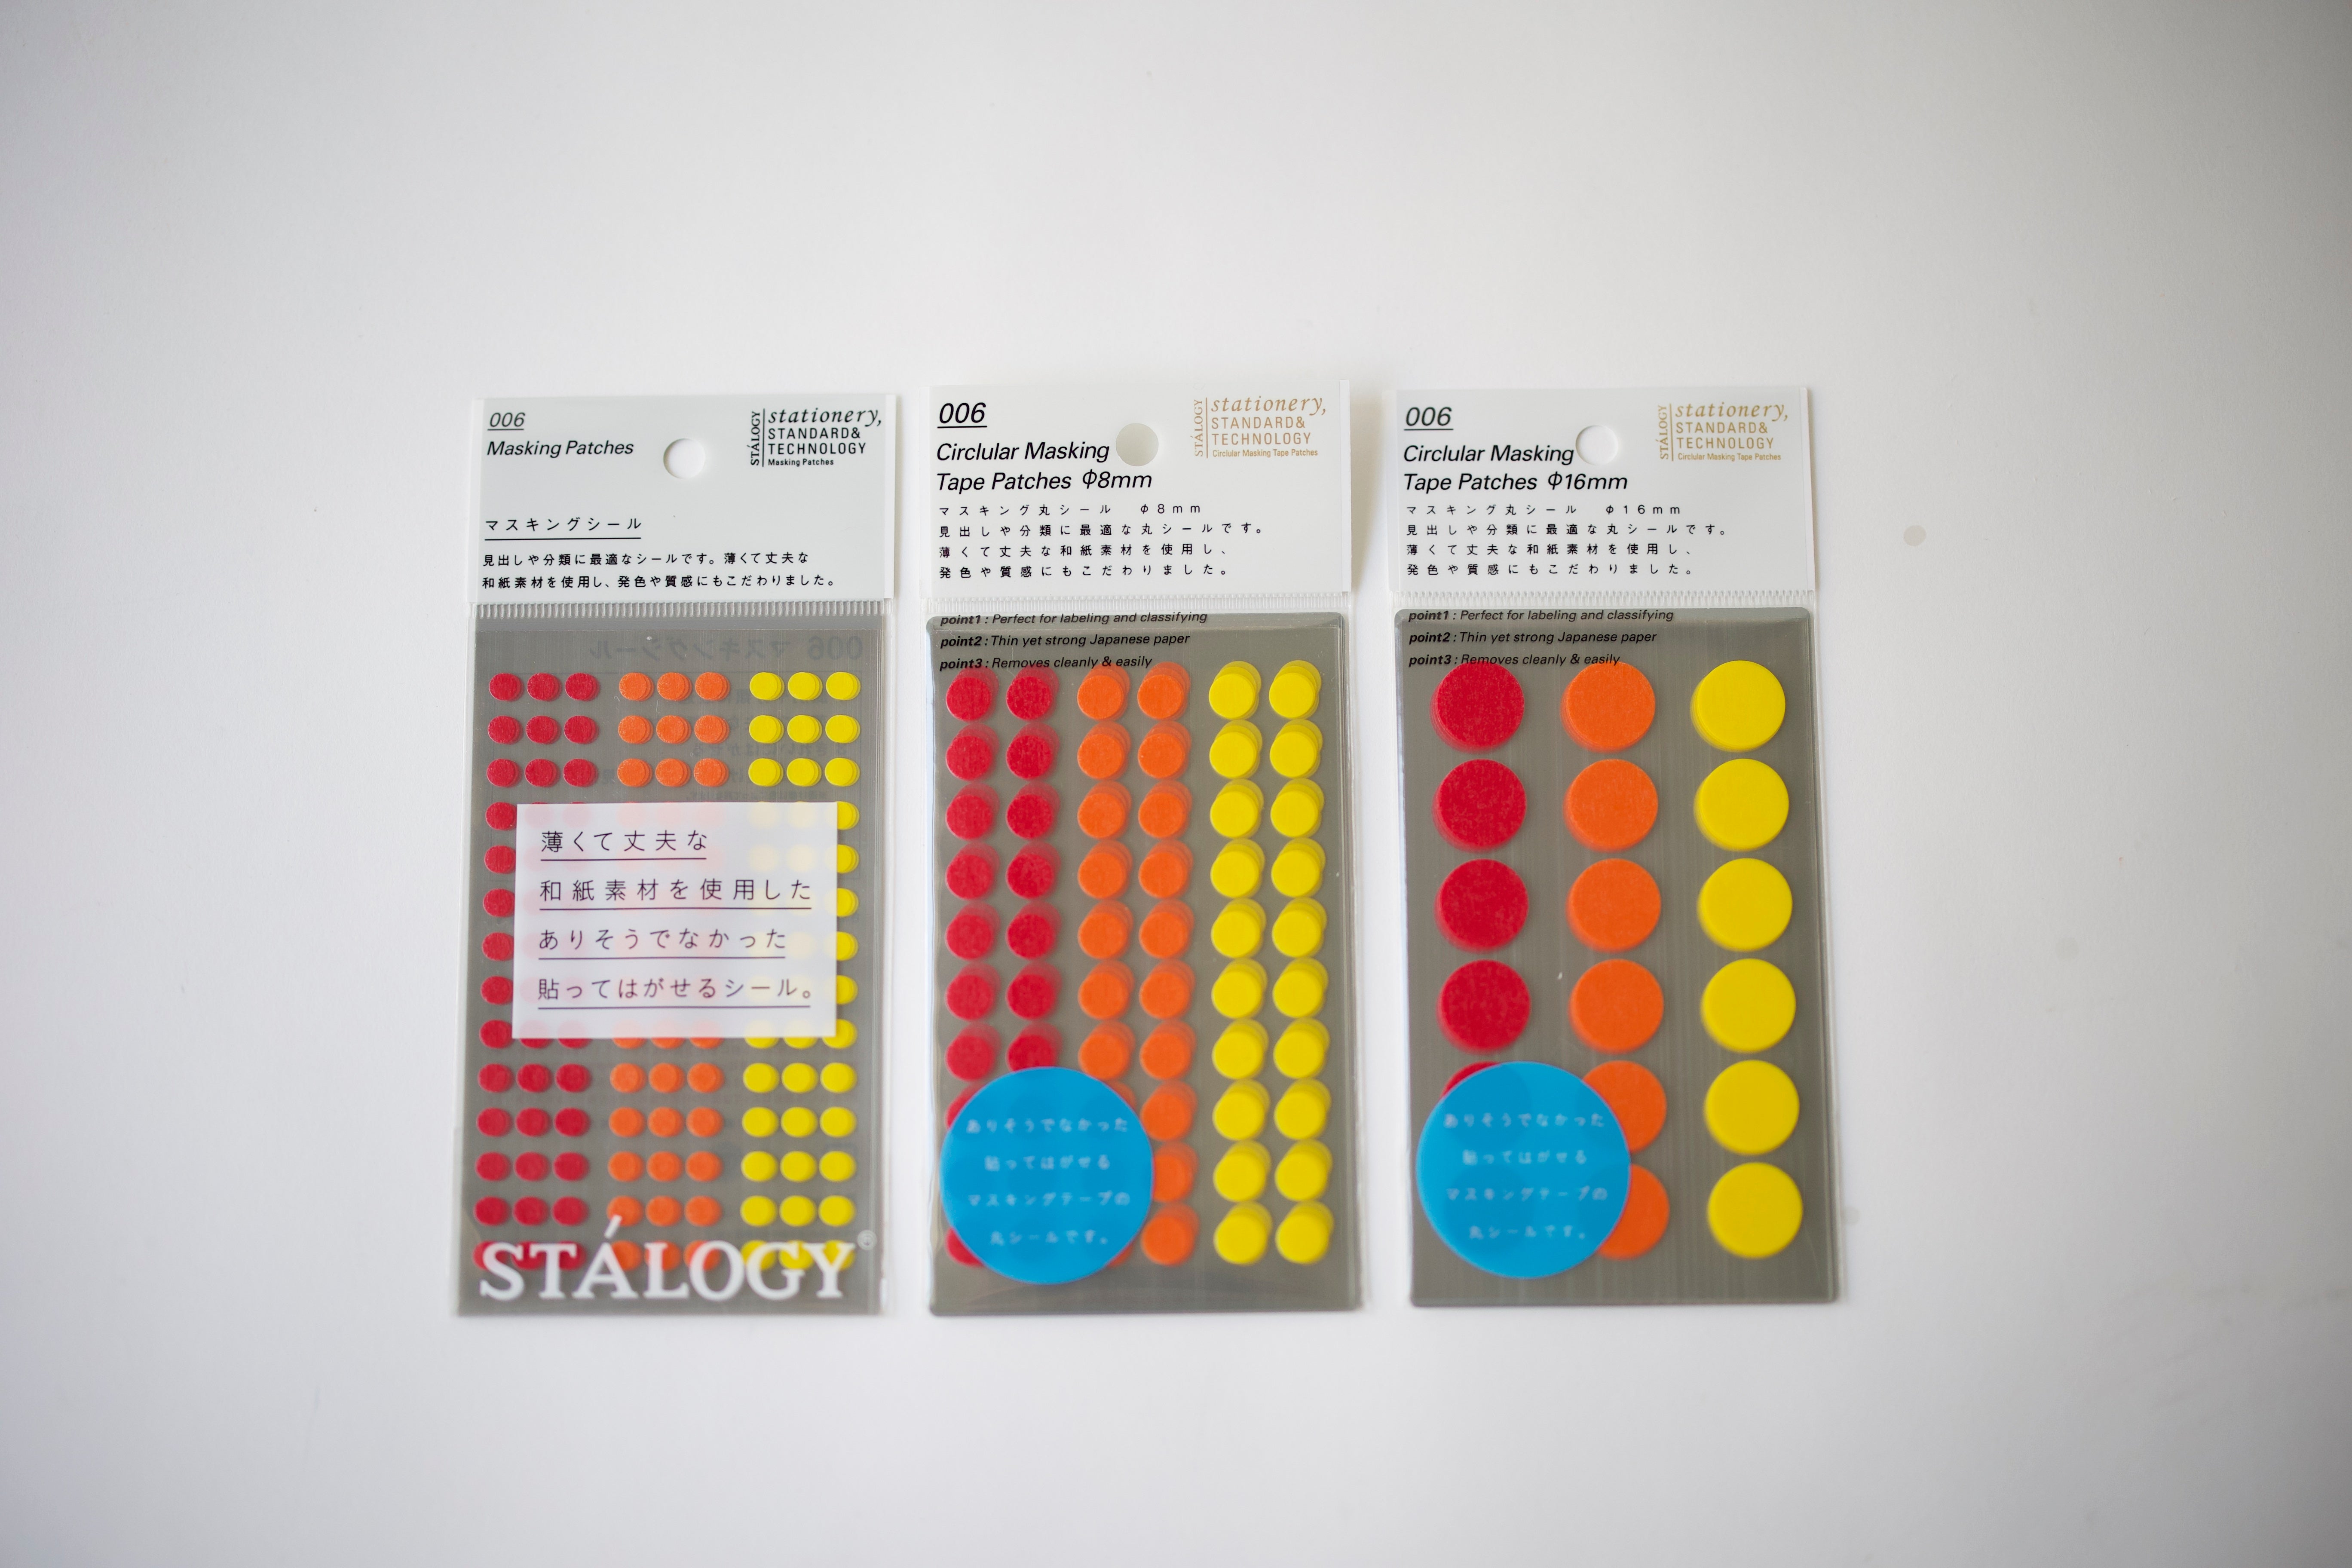 006
Masking Patches
STÁLOGY
stationery,
STANDARD&
TECHNOLOGY
Masking Patches
マスキングシール
見出しや分類に最適なシールです。薄くて丈夫な
和紙素材を使用し、発色や質感にもこだわりました。
006 マスキングシール
薄くて丈夫な
和紙素材を使用した
ありそうでなかった
貼ってはがせるシール。
STÁLOGY®
006
Circlular Masking
Tape Patches Φ8mm
STÁLOGY
stationery,
STANDARD&
TECHNOLOGY
Circlular Masking Tape Patches
マスキング丸シール φ8mm
見出しや分類に最適な丸シールです。
薄くて丈夫な和紙素材を使用し、
発色や質感にもこだわりました。
point1 : Perfect for labeling and classifying
point2 : Thin yet strong Japanese paper
point3 : Removes cleanly & easily
ありそうでなかった
貼ってはがせる
マスキングテープの
丸シールです。
006
Circlular Masking
Tape Patches Φ16mm
STÁLOGY
stationery,
STANDARD&
TECHNOLOGY
Circlular Masking Tape Patches
マスキング丸シール φ16mm
見出しや分類に最適な丸シールです。
薄くて丈夫な和紙素材を使用し、
発色や質感にもこだわりました。
point1 : Perfect for labeling and classifying
point2 : Thin yet strong Japanese paper
point3 : Removes cleanly & easily
ありそうでなかった
貼ってはがせる
マスキングテープの
丸シールです。